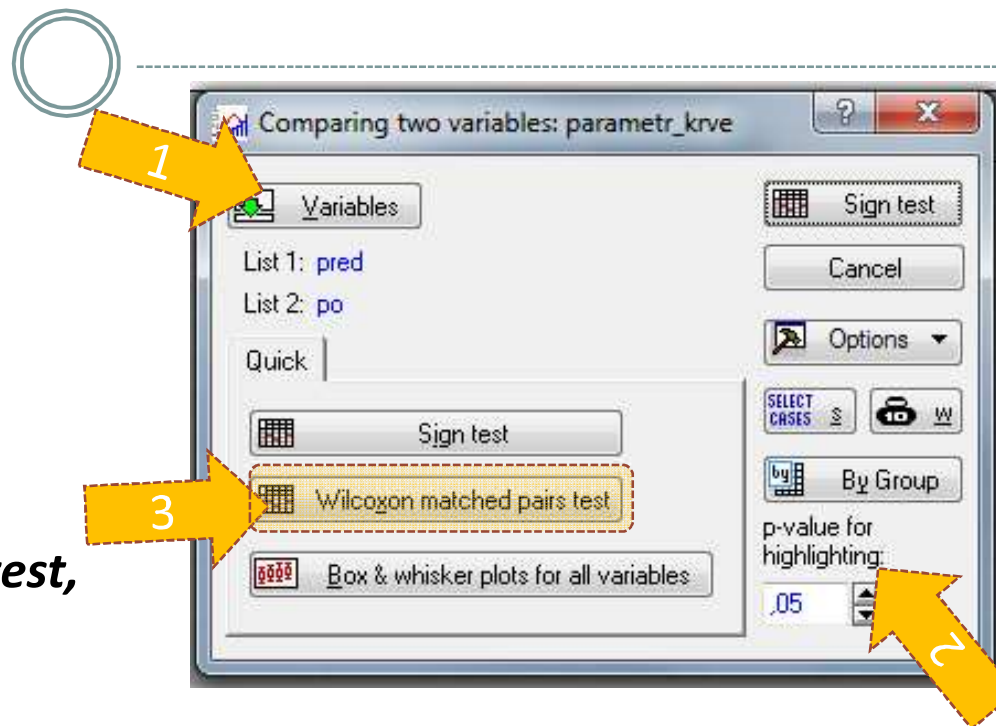 Comparing two variables: parametr_krve
1
Variables
Sign test
List 1: pred
Cancel
List 2: po
Options
Quick
SELECT CASES S
W
Sign test
By Group
3
Wilcoxon matched pairs test
p-value for
highlighting:
est,
Box & whisker plots for all variables
,05
2